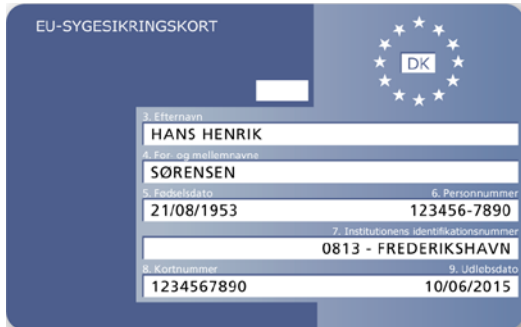 EU-SYGESIKRINGSKORT
DK
3. Efternavn
HANS HENRIK
4. For- og mellemnavne
SØRENSEN
5. Fødselsdato 6. Personnummer
21/08/1953 123456-7890
7. Institutionens identifikationsnummer
0813 - FREDERIKSHAVN
8. Kortnummer 9. Udløbsdato
1234567890 10/06/2015